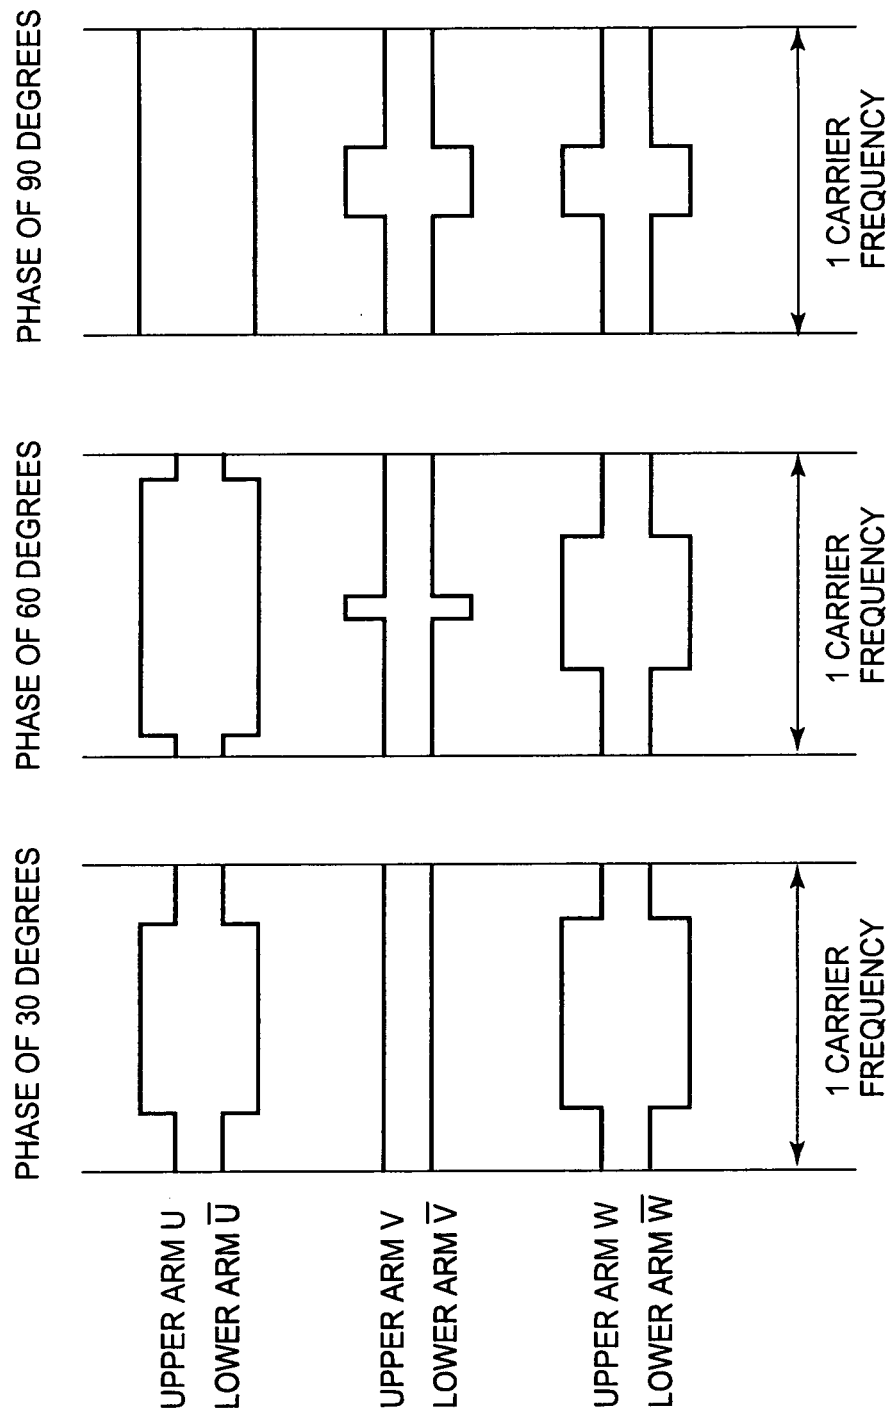 PHASE OF 30 DEGREES
PHASE OF 60 DEGREES
PHASE OF 90 DEGREES
UPPER ARM U
LOWER ARM U̅
UPPER ARM V
LOWER ARM V̅
UPPER ARM W
LOWER ARM W̅
1 CARRIER
FREQUENCY
1 CARRIER
FREQUENCY
1 CARRIER
FREQUENCY